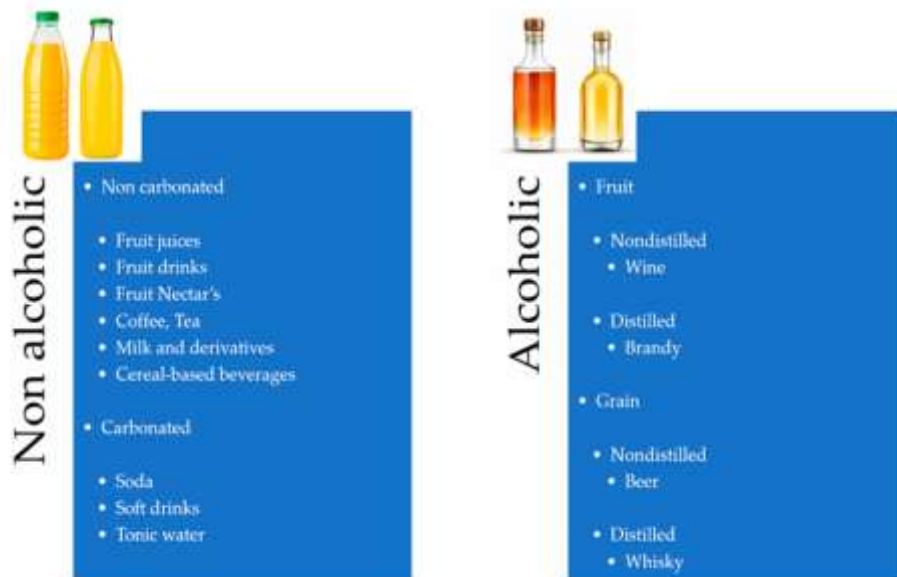 Non alcoholic
• Non carbonated
• Fruit juices
• Fruit drinks
• Fruit Nectar's
• Coffee, Tea
• Milk and derivatives
• Cereal-based beverages
• Carbonated
• Soda
• Soft drinks
• Tonic water
Alcoholic
• Fruit
• Nondistilled
• Wine
• Distilled
• Brandy
• Grain
• Nondistilled
• Beer
• Distilled
• Whisky